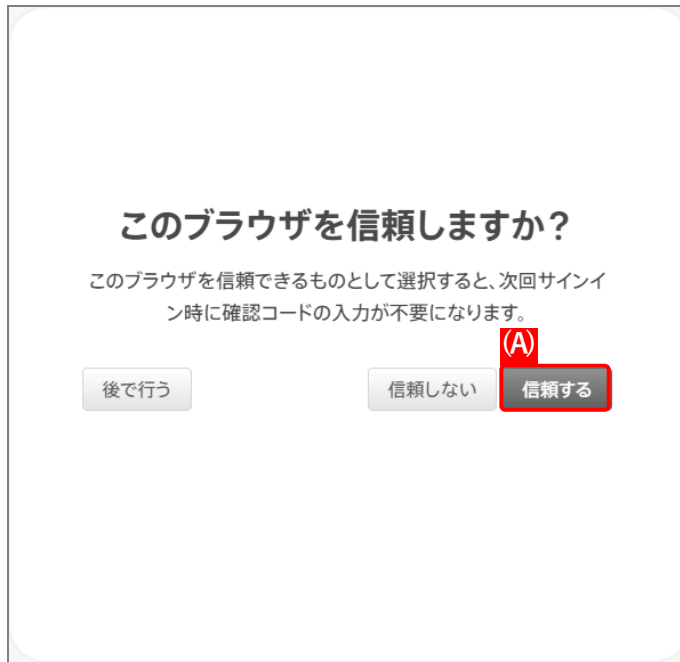 このブラウザを信頼しますか？
このブラウザを信頼できるものとして選択すると、次回サインイ
ン時に確認コードの入力が不要になります。
(A)
後で行う 信頼しない 信頼する